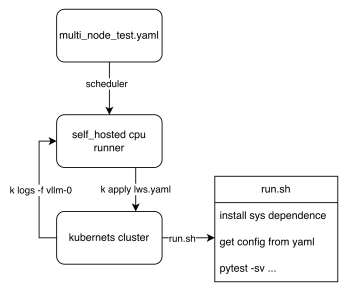 multi_node_test.yaml
scheduler
self_hosted cpu
runner
k logs -f vllm-0
k apply lws.yaml
kubernets cluster
run.sh
run.sh
install sys dependence
get config from yaml
pytest -sv ...